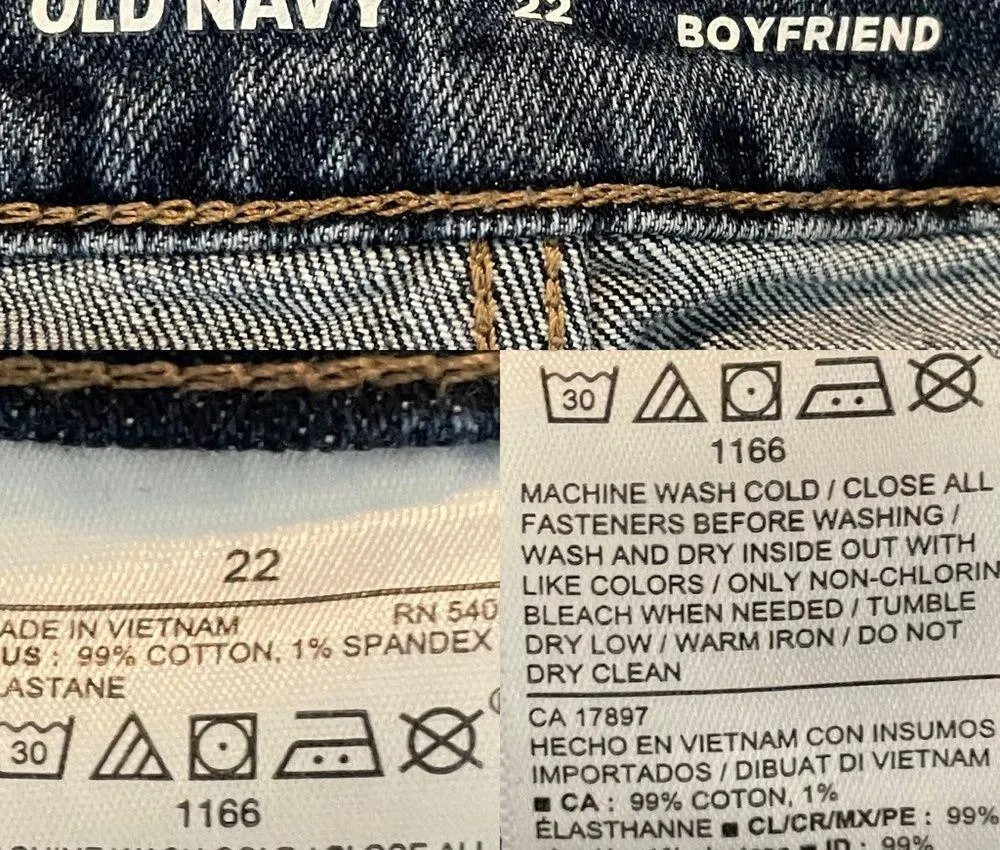 OLD NAVY 22 BOYFRIEND
22
RN 540
ADE IN VIETNAM
US : 99% COTTON, 1% SPANDEX
LASTANE
30
1166
30
1166
MACHINE WASH COLD / CLOSE ALL
FASTENERS BEFORE WASHING /
WASH AND DRY INSIDE OUT WITH
LIKE COLORS / ONLY NON-CHLORIN
BLEACH WHEN NEEDED / TUMBLE
DRY LOW / WARM IRON / DO NOT
DRY CLEAN
CA 17897
HECHO EN VIETNAM CON INSUMOS
IMPORTADOS / DIBUAT DI VIETNAM
■ CA : 99% COTON, 1%
ÉLASTHANNE ■ CL/CR/MX/PE : 99%
■ ID : 99%